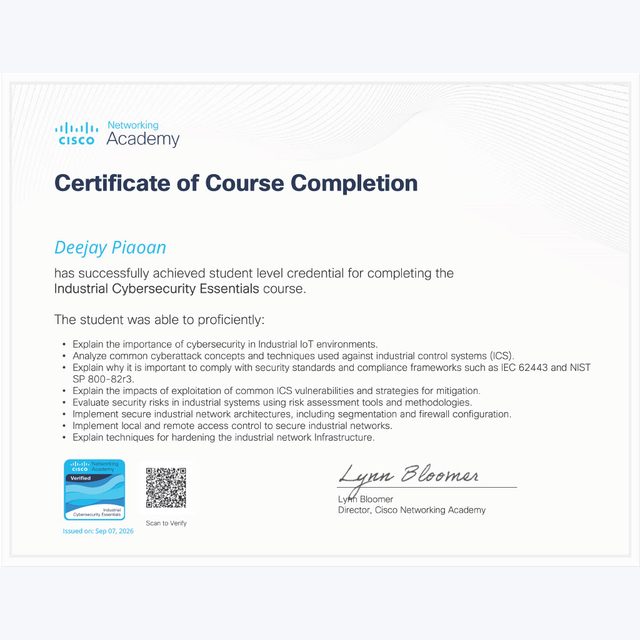 Networking
CISCO Academy
Certificate of Course Completion
Deejay Piaoan
has successfully achieved student level credential for completing the
Industrial Cybersecurity Essentials course.
The student was able to proficiently:
• Explain the importance of cybersecurity in Industrial IoT environments.
• Analyze common cyberattack concepts and techniques used against industrial control systems (ICS).
• Explain why it is important to comply with security standards and compliance frameworks such as IEC 62443 and NIST
SP 800-82r3.
• Explain the impacts of exploitation of common ICS vulnerabilities and strategies for mitigation.
• Evaluate security risks in industrial systems using risk assessment tools and methodologies.
• Implement secure industrial network architectures, including segmentation and firewall configuration.
• Implement local and remote access control to secure industrial networks.
• Explain techniques for hardening the industrial network Infrastructure.
CISCO Networking
Academy
Verified
Industrial
Cybersecurity Essentials
Issued on: Sep 07, 2026
Scan to Verify
Lynn Bloomer
Lynn Bloomer
Director, Cisco Networking Academy